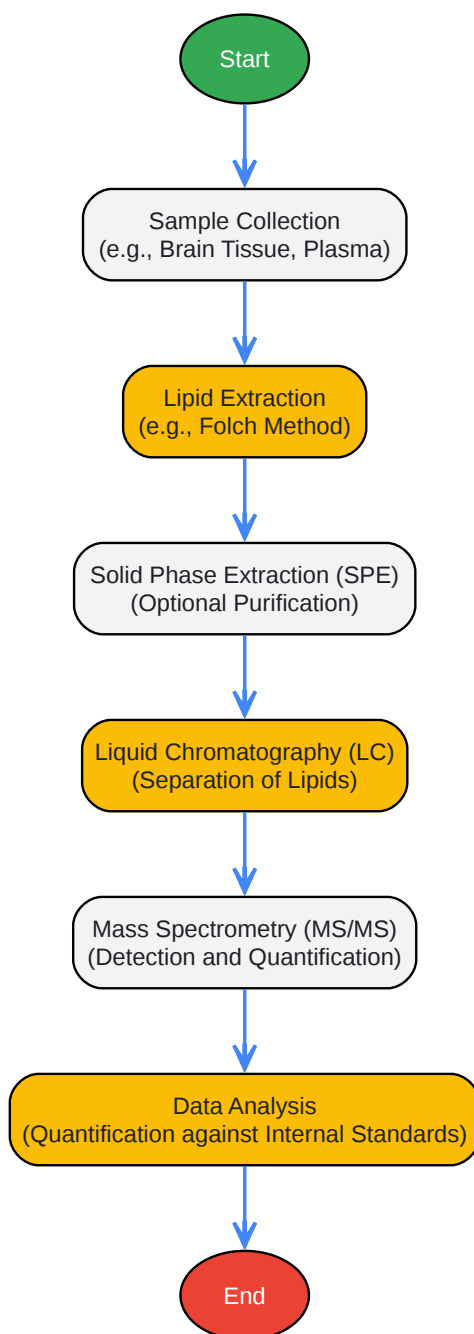 Start
Sample Collection
(e.g., Brain Tissue, Plasma)
Lipid Extraction
(e.g., Folch Method)
Solid Phase Extraction (SPE)
(Optional Purification)
Liquid Chromatography (LC)
(Separation of Lipids)
Mass Spectrometry (MS/MS)
(Detection and Quantification)
Data Analysis
(Quantification against Internal Standards)
End